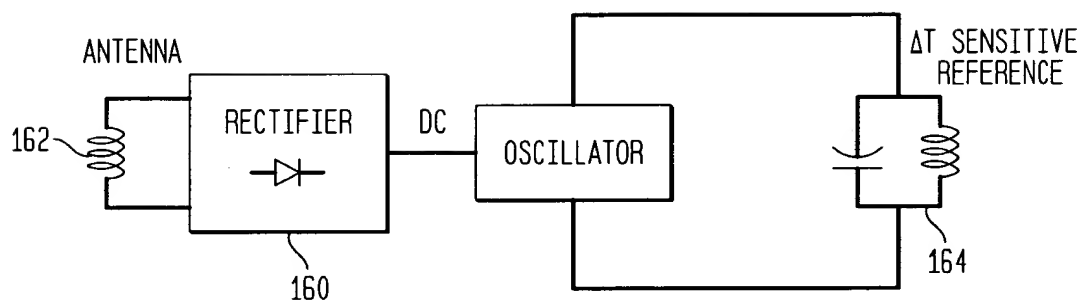 ANTENNA
162
RECTIFIER
160
DC
OSCILLATOR
ΔT SENSITIVE
REFERENCE
164